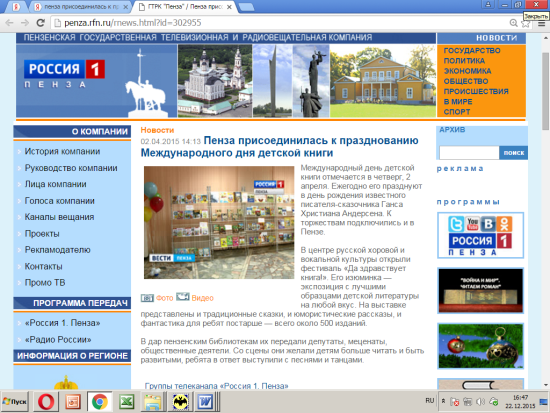 пенза присоединилась к п
ГТРК "Пенза" / Пенза прис
Закрыть
penza.rfn.ru/rnews.html?id=302955
ПЕНЗЕНСКАЯ ГОСУДАРСТВЕННАЯ ТЕЛЕВИЗИОННАЯ И РАДИОВЕЩАТЕЛЬНАЯ КОМПАНИЯ
НОВОСТИ
РОССИЯ 1
ПЕНЗА
ГОСУДАРСТВО
ПОЛИТИКА
ЭКОНОМИКА
ОБЩЕСТВО
ПРОИСШЕСТВИЯ
В МИРЕ
СПОРТ
О КОМПАНИИ
История компании
Руководство компании
Лица компании
Голоса компании
Каналы вещания
Проекты
Рекламодателю
Контакты
Промо ТВ
ПРОГРАММА ПЕРЕДАЧ
«Россия 1. Пенза»
«Радио России»
ИНФОРМАЦИЯ О РЕГИОНЕ
Новости
02.04.2015 14:13 Пенза присоединилась к празднованию
Международного дня детской книги
РОССИЯ 1
ВЕСТИ ПЕНЗА
Фото Видео
Международный день детской
книги отмечается в четверг, 2
апреля. Ежегодно его празднуют
в день рождения известного
писателя-сказочника Ганса
Христиана Андерсена. К
торжествам подключились и в
Пензе.
В центре русской хоровой и
вокальной культуры открыли
фестиваль «Да здравствует
книга!». Его изюминка —
экспозиция с лучшими
образцами детской литературы
на любой вкус. На выставке
представлены и традиционные сказки, и юмористические рассказы, и
фантастика для ребят постарше — всего около 500 изданий.
В дар пензенским библиотекам их передали депутаты, меценаты,
общественные деятели. Со сцены они желали детям больше читать и быть
развитыми, ребята в ответ выступили с песнями и танцами.
Группы телеканала «Россия 1. Пенза»
АРХИВ
ПОИСК
реклама
программы
You Tube
РОССИЯ 1
ПЕНЗА
"ВОЙНА И МИР".
ЧИТАЕМ РОМАН"
Пуск
RU
16:47
22.12.2015